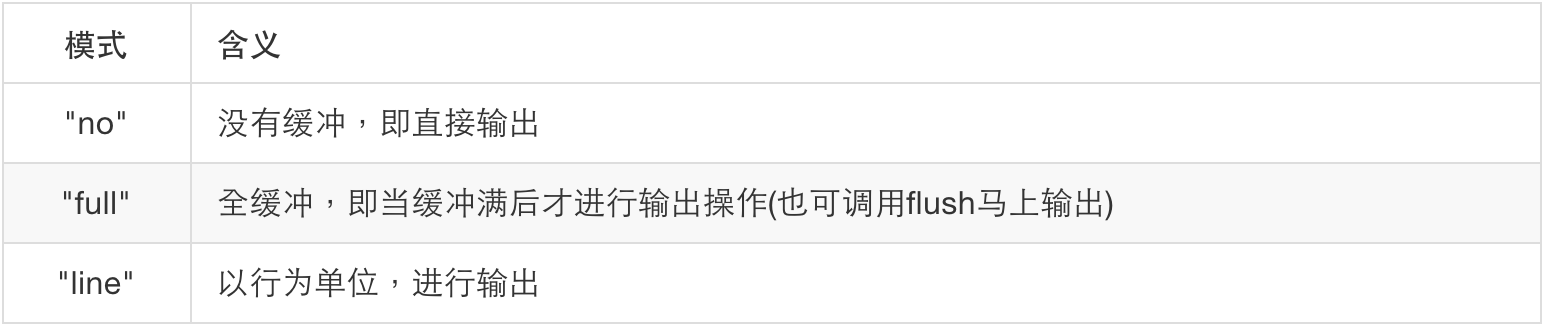 模式 含义
"no" 没有缓冲，即直接输出
"full" 全缓冲，即当缓冲满后才进行输出操作(也可调用flush马上输出)
"line" 以行为单位，进行输出